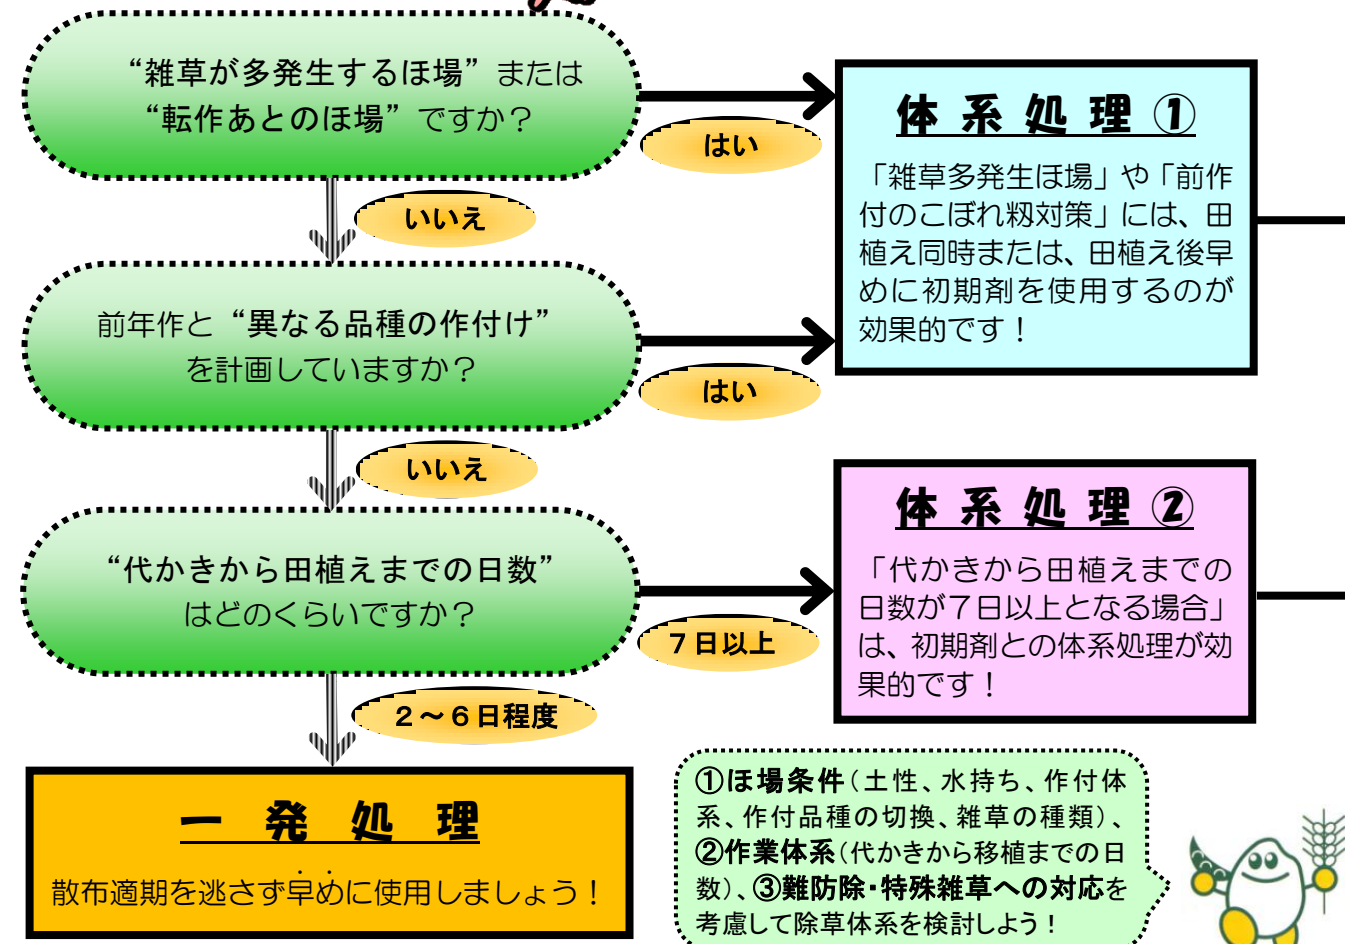 “雑草が多発生するほ場”または
“転作あとのほ場”ですか？
はい
いいえ
体系処理①
「雑草多発生ほ場」や「前作
付のこぼれ籾対策」には、田
植え同時または、田植え後早
めに初期剤を使用するのが
効果的です！
前年作と“異なる品種の作付け”
を計画していますか？
はい
いいえ
“代かきから田植えまでの日数”
はどのくらいですか？
７日以上
２～６日程度
体系処理②
「代かきから田植えまでの
日数が７日以上となる場合」
は、初期剤との体系処理が効
果的です！
一発処理
散布適期を逃さず早めに使用しましょう！
①ほ場条件（土性、水持ち、作付体
系、作付品種の切換、雑草の種類）、
②作業体系（代かきから移植までの日
数）、③難防除・特殊雑草への対応を
考慮して除草体系を検討しよう！